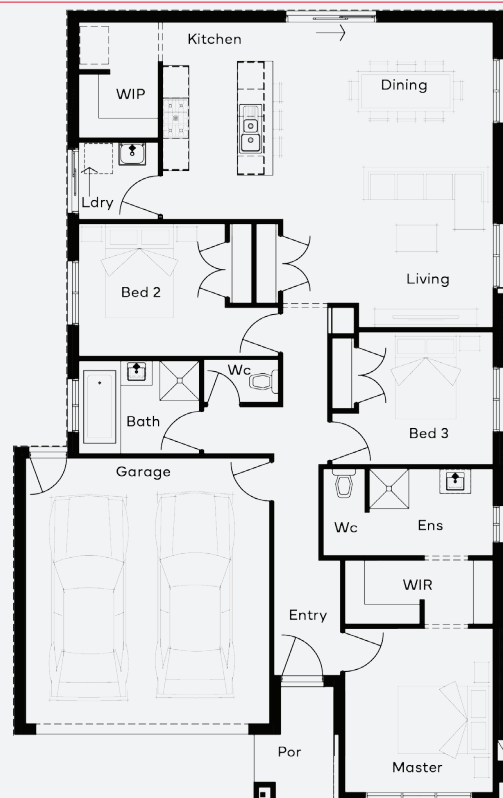 Kitchen
Dining
WIP
Ldry
Living
Bed 2
Wc
Bath
Bed 3
Garage
Wc
Ens
WIR
Entry
Por
Master